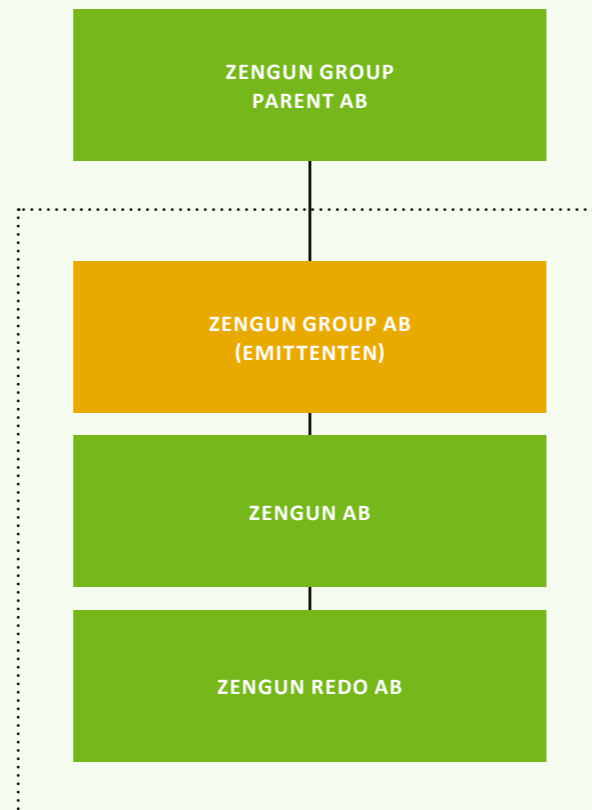 ZENGUN GROUP
PARENT AB
ZENGUN GROUP AB
(EMITTENTEN)
ZENGUN AB
ZENGUN REDO AB